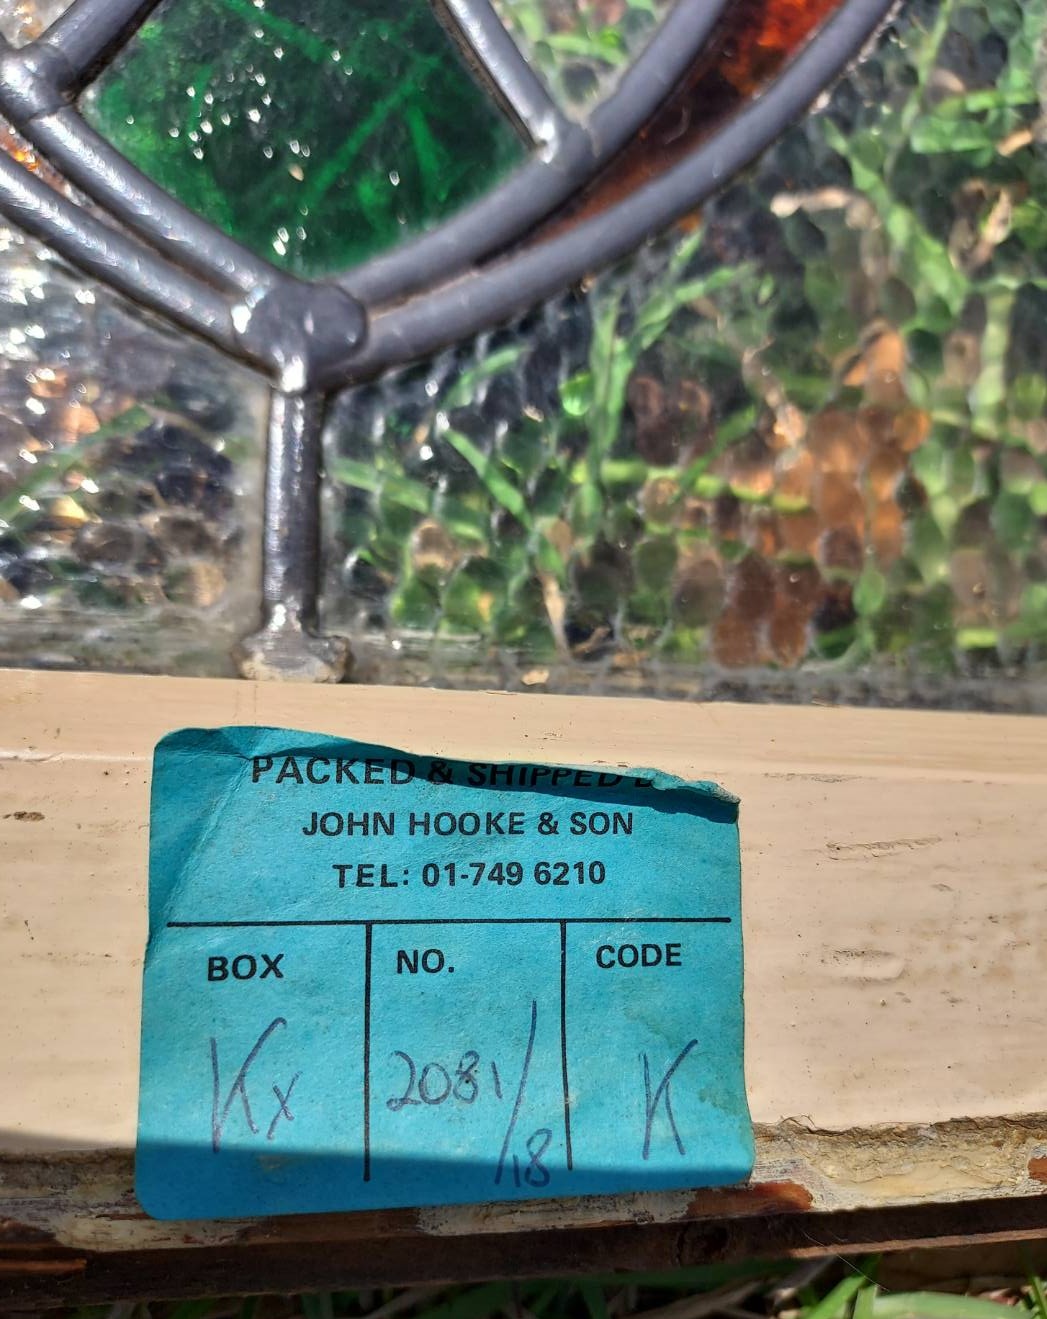 PACKED & SHIPPED B
JOHN HOOKE & SON
TEL: 01-749 6210
BOX NO. CODE
Kx 2081/18 K